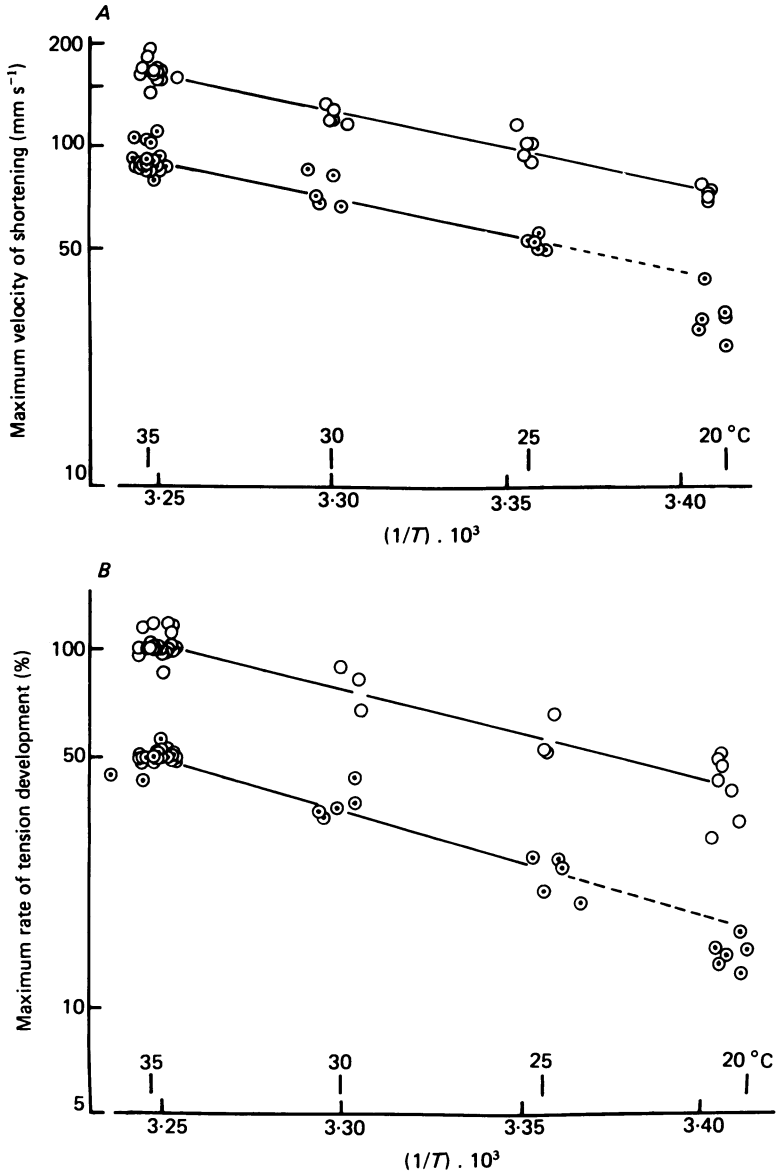 A
Maximum velocity of shortening (mm s⁻¹)
200
100
50
10
35 30 25 20 °C
3·25 3·30 3·35 3·40
(1/T) . 10³
B
Maximum rate of tension development (%)
100
50
10
5
35 30 25 20 °C
3·25 3·30 3·35 3·40
(1/T) . 10³